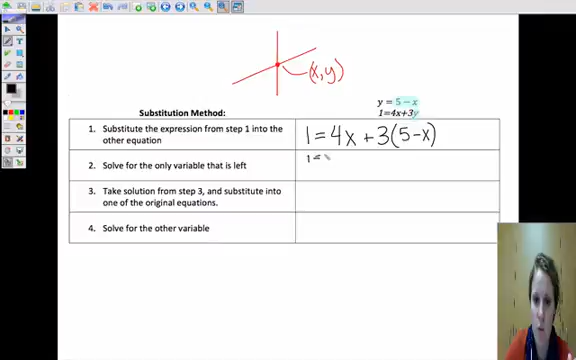 (x,y)
y = 5 − x
Substitution Method:
1=4x+3y
1. Substitute the expression from step 1 into the
other equation
1 = 4x + 3(5-x)
2. Solve for the only variable that is left
1 =
3. Take solution from step 3, and substitute into
one of the original equations.
4. Solve for the other variable